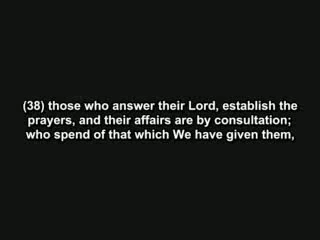 (38) those who answer their Lord, establish the
prayers, and their affairs are by consultation;
who spend of that which We have given them,